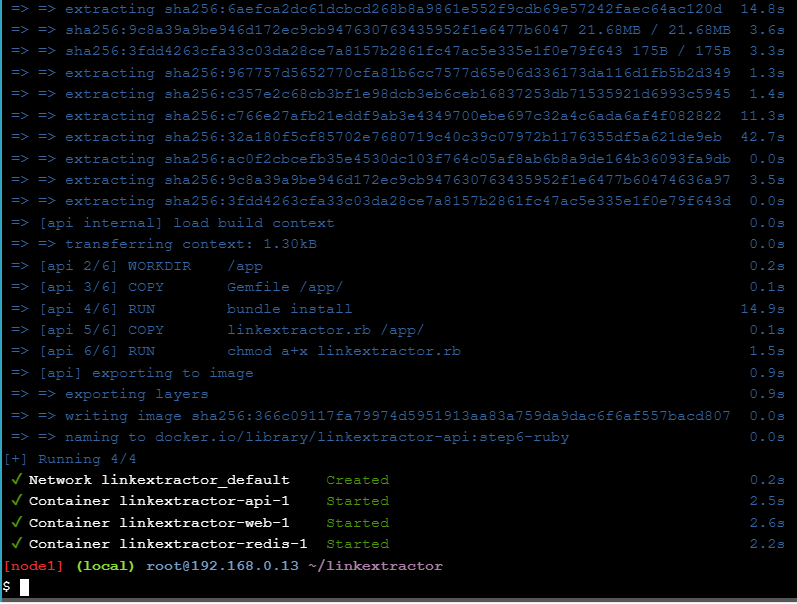 => => extracting sha256:6aefca2dc61dcbcd268b8a9861e552f9cdb69e57242faec64ac120d 14.8s
=> => sha256:9c8a39a9be946d172ec9cb947630763435952f1e6477b6047 21.68MB / 21.68MB 3.6s
=> => sha256:3fdd4263cfa33c03da28ce7a8157b2861fc47ac5e335e1f0e79f643 175B / 175B 3.3s
=> => extracting sha256:967757d5652770cfa81b6cc7577d65e06d336173da116d1fb5b2d349 1.3s
=> => extracting sha256:c357e2c68cb3bf1e98dcb3eb6ceb16837253db71535921d6993c5945 1.4s
=> => extracting sha256:c766e27afb21eddf9ab3e4349700ebe697c32a4c6ada6af4f082822 11.3s
=> => extracting sha256:32a180f5cf85702e7680719c40c39c07972b1176355df5a621de9eb 42.7s
=> => extracting sha256:ac0f2cbcefb35e4530dc103f764c05af8ab6b8a9de164b36093fa9db 0.0s
=> => extracting sha256:9c8a39a9be946d172ec9cb947630763435952f1e6477b60474636a97 3.5s
=> => extracting sha256:3fdd4263cfa33c03da28ce7a8157b2861fc47ac5e335e1f0e79f643d 0.0s
=> [api internal] load build context 0.0s
=> => transferring context: 1.30kB 0.0s
=> [api 2/6] WORKDIR /app 0.2s
=> [api 3/6] COPY Gemfile /app/ 0.1s
=> [api 4/6] RUN bundle install 14.9s
=> [api 5/6] COPY linkextractor.rb /app/ 0.1s
=> [api 6/6] RUN chmod a+x linkextractor.rb 1.5s
=> [api] exporting to image 0.9s
=> => exporting layers 0.9s
=> => writing image sha256:366c09117fa79974d5951913aa83a759da9dac6f6af557bacd807 0.0s
=> => naming to docker.io/library/linkextractor-api:step6-ruby 0.0s
[+] Running 4/4
✓ Network linkextractor_default Created 0.2s
✓ Container linkextractor-api-1 Started 2.5s
✓ Container linkextractor-web-1 Started 2.6s
✓ Container linkextractor-redis-1 Started 2.2s
[node1] (local) root@192.168.0.13 ~/linkextractor
$